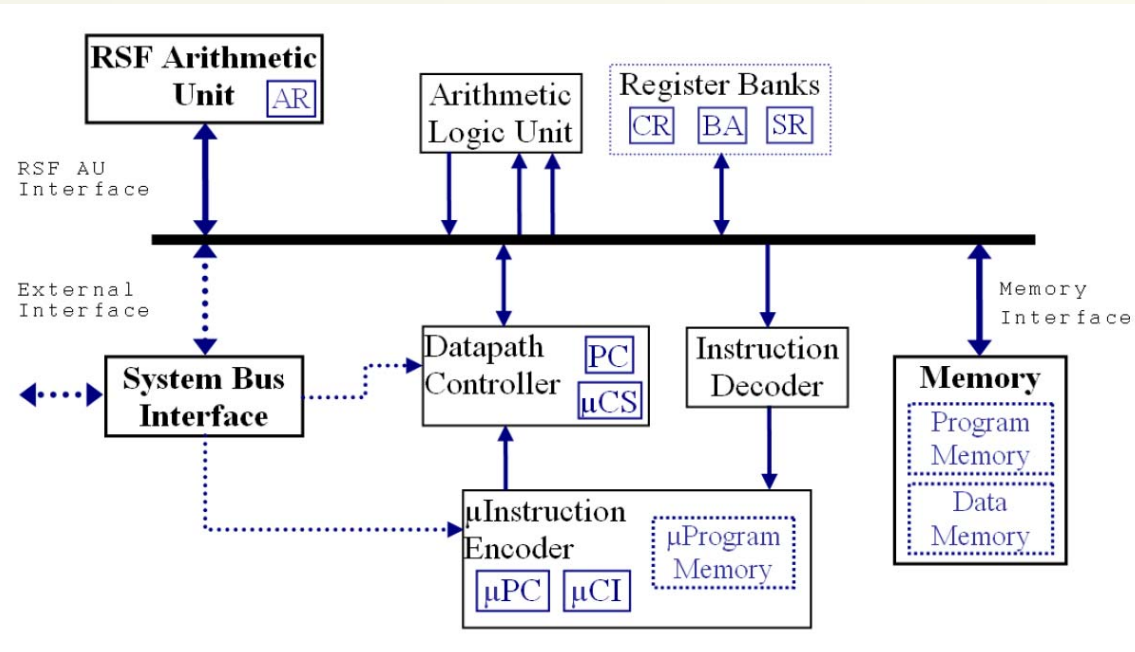 RSF Arithmetic
Unit
AR
Arithmetic
Logic Unit
Register Banks
CR
BA
SR
RSF AU
Interface
External
Interface
Memory
Interface
System Bus
Interface
Datapath
Controller
PC
μCS
Instruction
Decoder
Memory
Program
Memory
Data
Memory
μInstruction
Encoder
μPC
μCI
μProgram
Memory